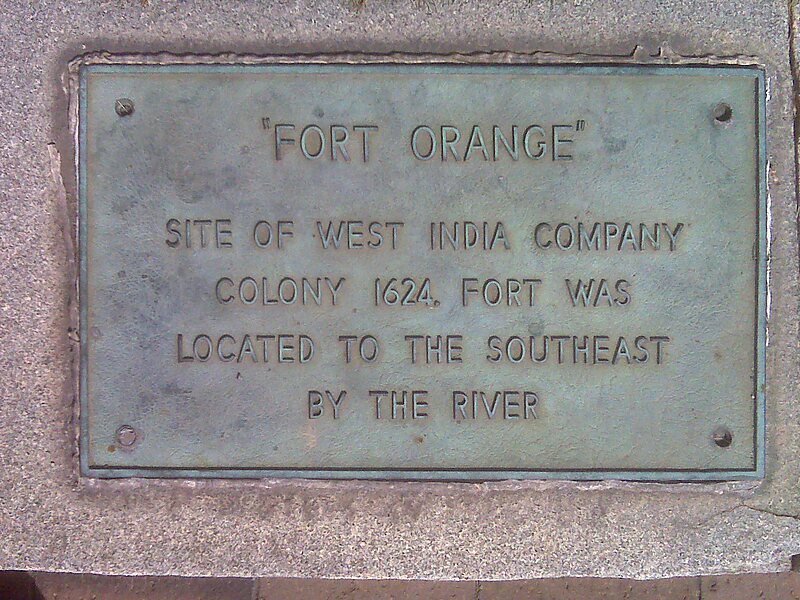 "FORT ORANGE"
SITE OF WEST INDIA COMPANY
COLONY 1624. FORT WAS
LOCATED TO THE SOUTHEAST
BY THE RIVER